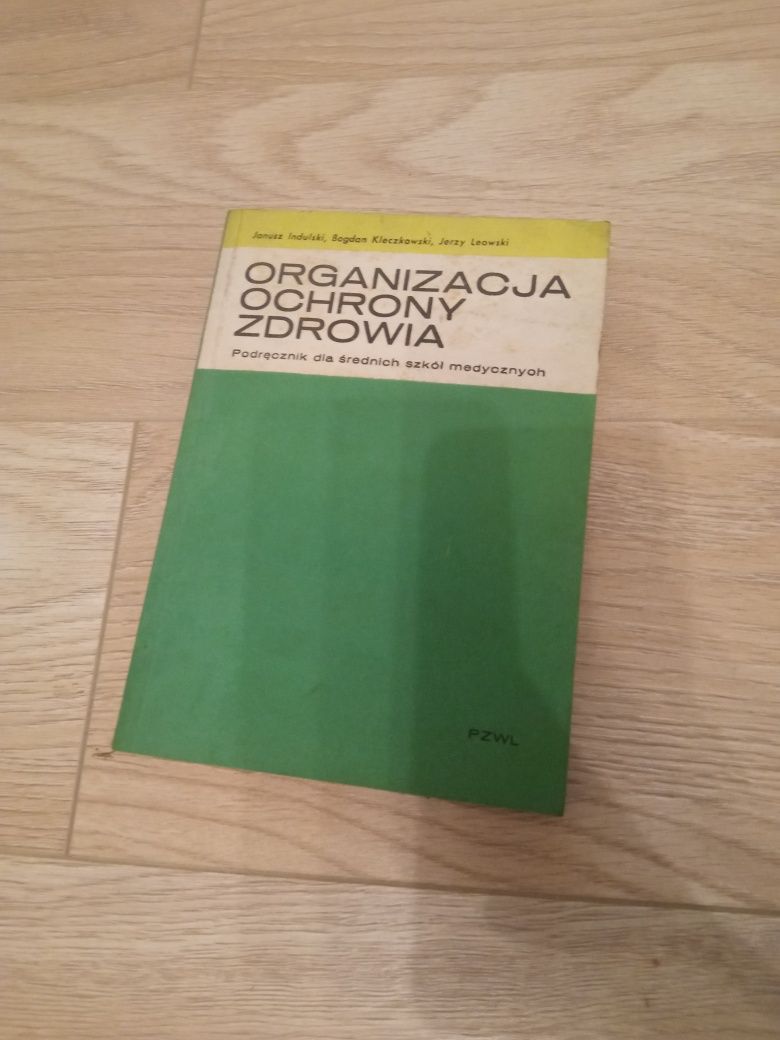 Janusz Indulski, Bogdan Kleczkowski, Jerzy Leowski
ORGANIZACJA
OCHRONY
ZDROWIA
Podręcznik dla średnich szkół medycznych
PZWL